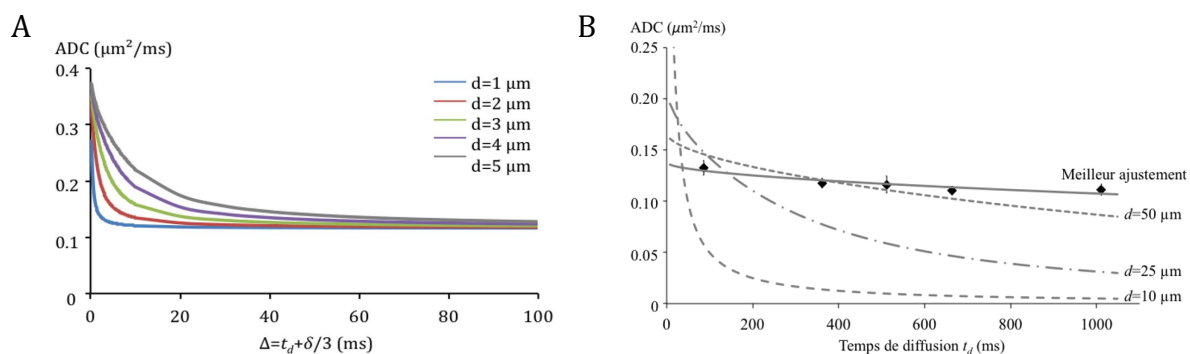 A
ADC (μm²/ms)
0.4
0.3
0.2
0.1
0
0 20 40 60 80 100
Δ=t_d+δ/3 (ms)
d=1 μm
d=2 μm
d=3 μm
d=4 μm
d=5 μm
B
ADC (μm²/ms)
0.25
0.20
0.15
0.10
0.05
0
0 200 400 600 800 1000
Temps de diffusion t_d (ms)
Meilleur ajustement
d=50 μm
d=25 μm
d=10 μm